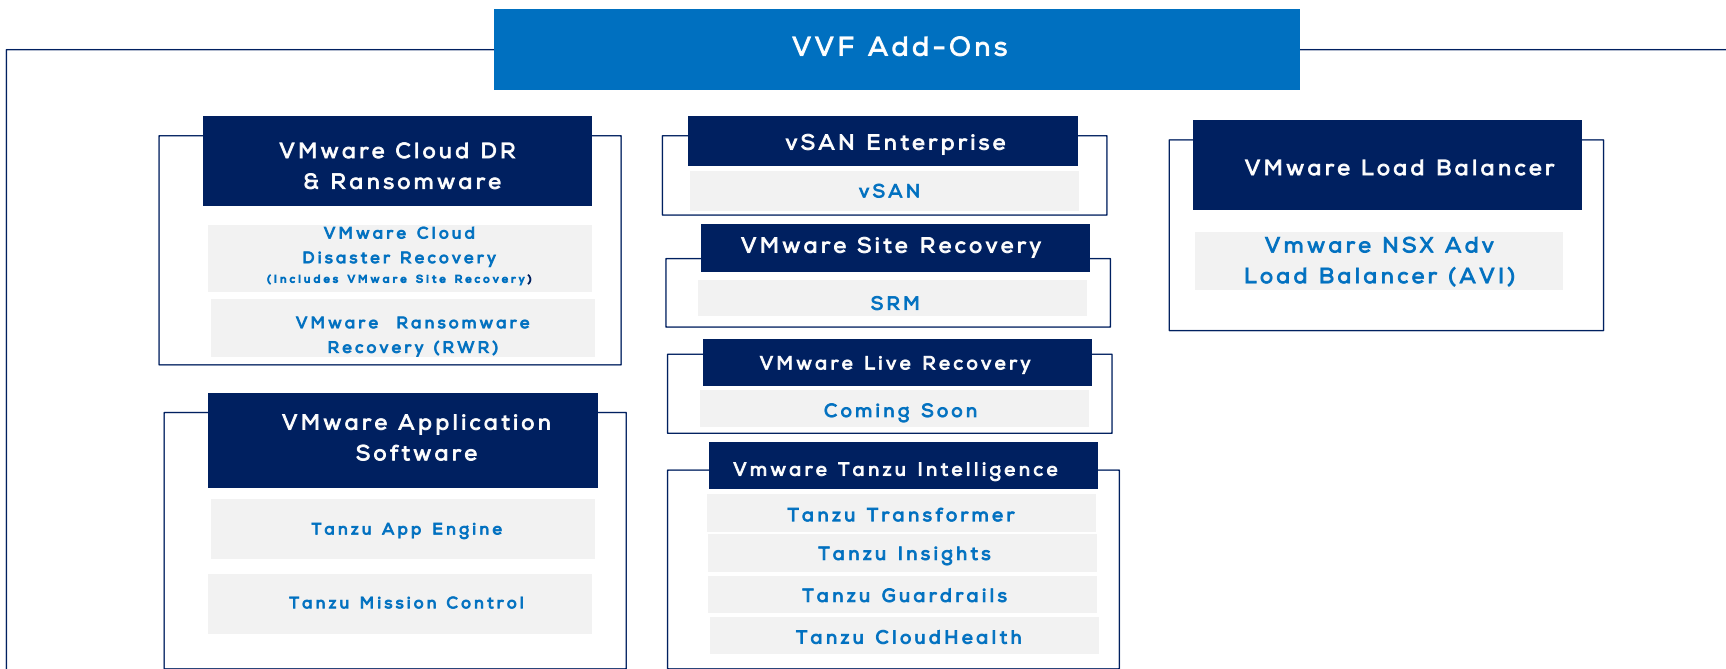 VVF Add-Ons
VMware Cloud DR
& Ransomware
VMware Cloud
Disaster Recovery
(Includes VMware Site Recovery)
VMware Ransomware
Recovery (RWR)
VMware Application
Software
Tanzu App Engine
Tanzu Mission Control
vSAN Enterprise
vSAN
VMware Site Recovery
SRM
VMware Live Recovery
Coming Soon
Vmware Tanzu Intelligence
Tanzu Transformer
Tanzu Insights
Tanzu Guardrails
Tanzu CloudHealth
VMware Load Balancer
Vmware NSX Adv
Load Balancer (AVI)